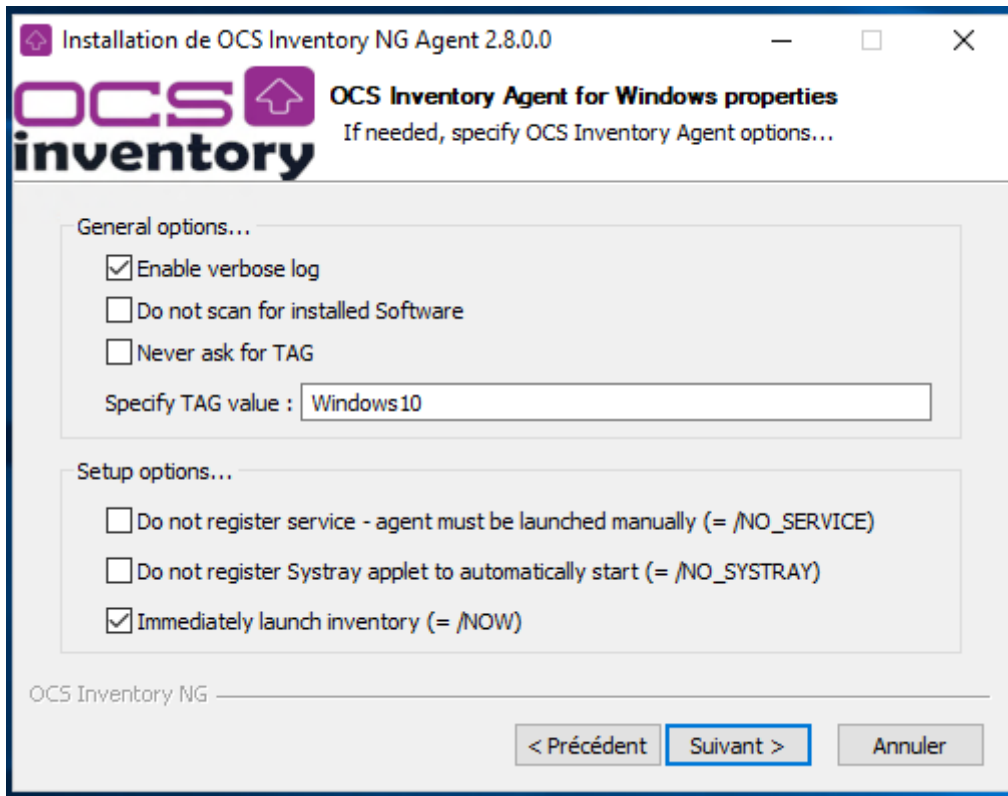 Installation de OCS Inventory NG Agent 2.8.0.0
OCS
inventory
OCS Inventory Agent for Windows properties
If needed, specify OCS Inventory Agent options...
General options...
Enable verbose log
Do not scan for installed Software
Never ask for TAG
Specify TAG value : Windows10
Setup options...
Do not register service - agent must be launched manually (= /NO_SERVICE)
Do not register Systray applet to automatically start (= /NO_SYSTRAY)
Immediately launch inventory (= /NOW)
OCS Inventory NG
< Précédent Suivant > Annuler